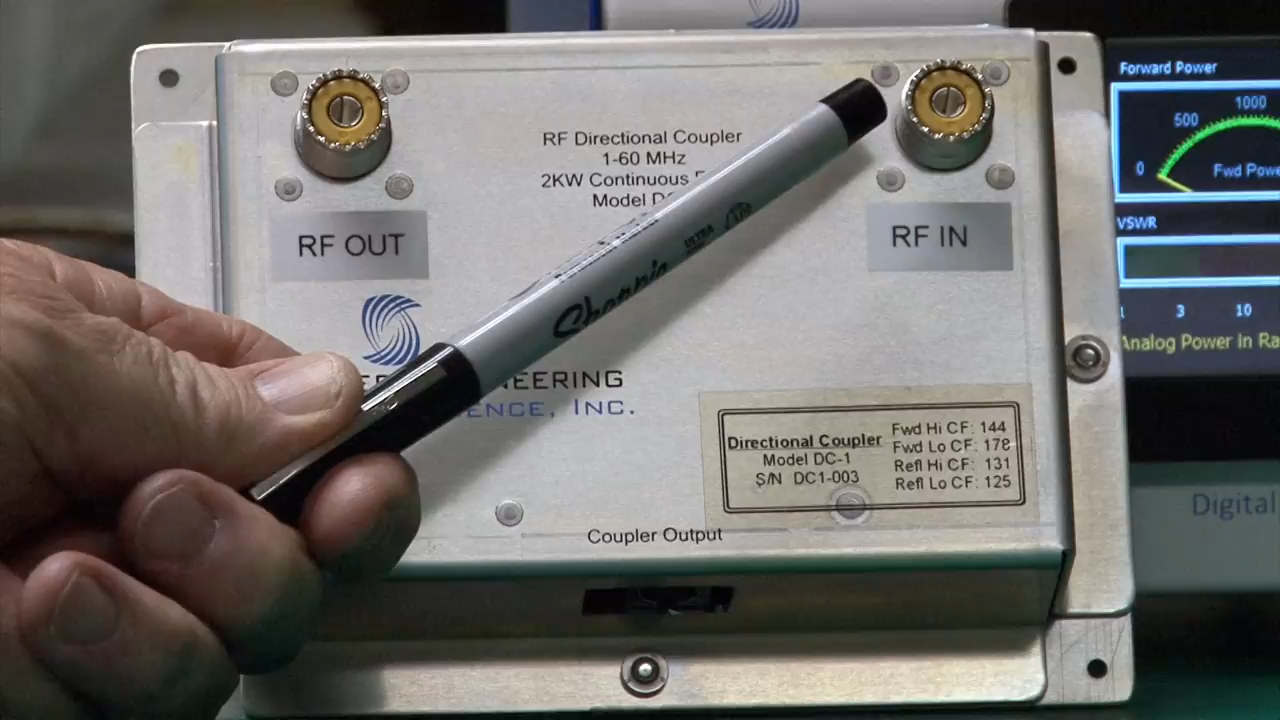 RF Directional Coupler
1-60 MHz
2KW Continuous
Model
RF OUT
RF IN
Sharpie
ULTRA
ENCE, INC.
Directional Coupler
Model DC-1
S/N DC1-003
Fwd Hi CF: 144
Fwd Lo CF: 178
Refl Hi CF: 131
Refl Lo CF: 125
Coupler Output
Forward Power
0
500
1000
Fwd Powe
VSWR
1
3
10
Analog Power In Ra
Digital